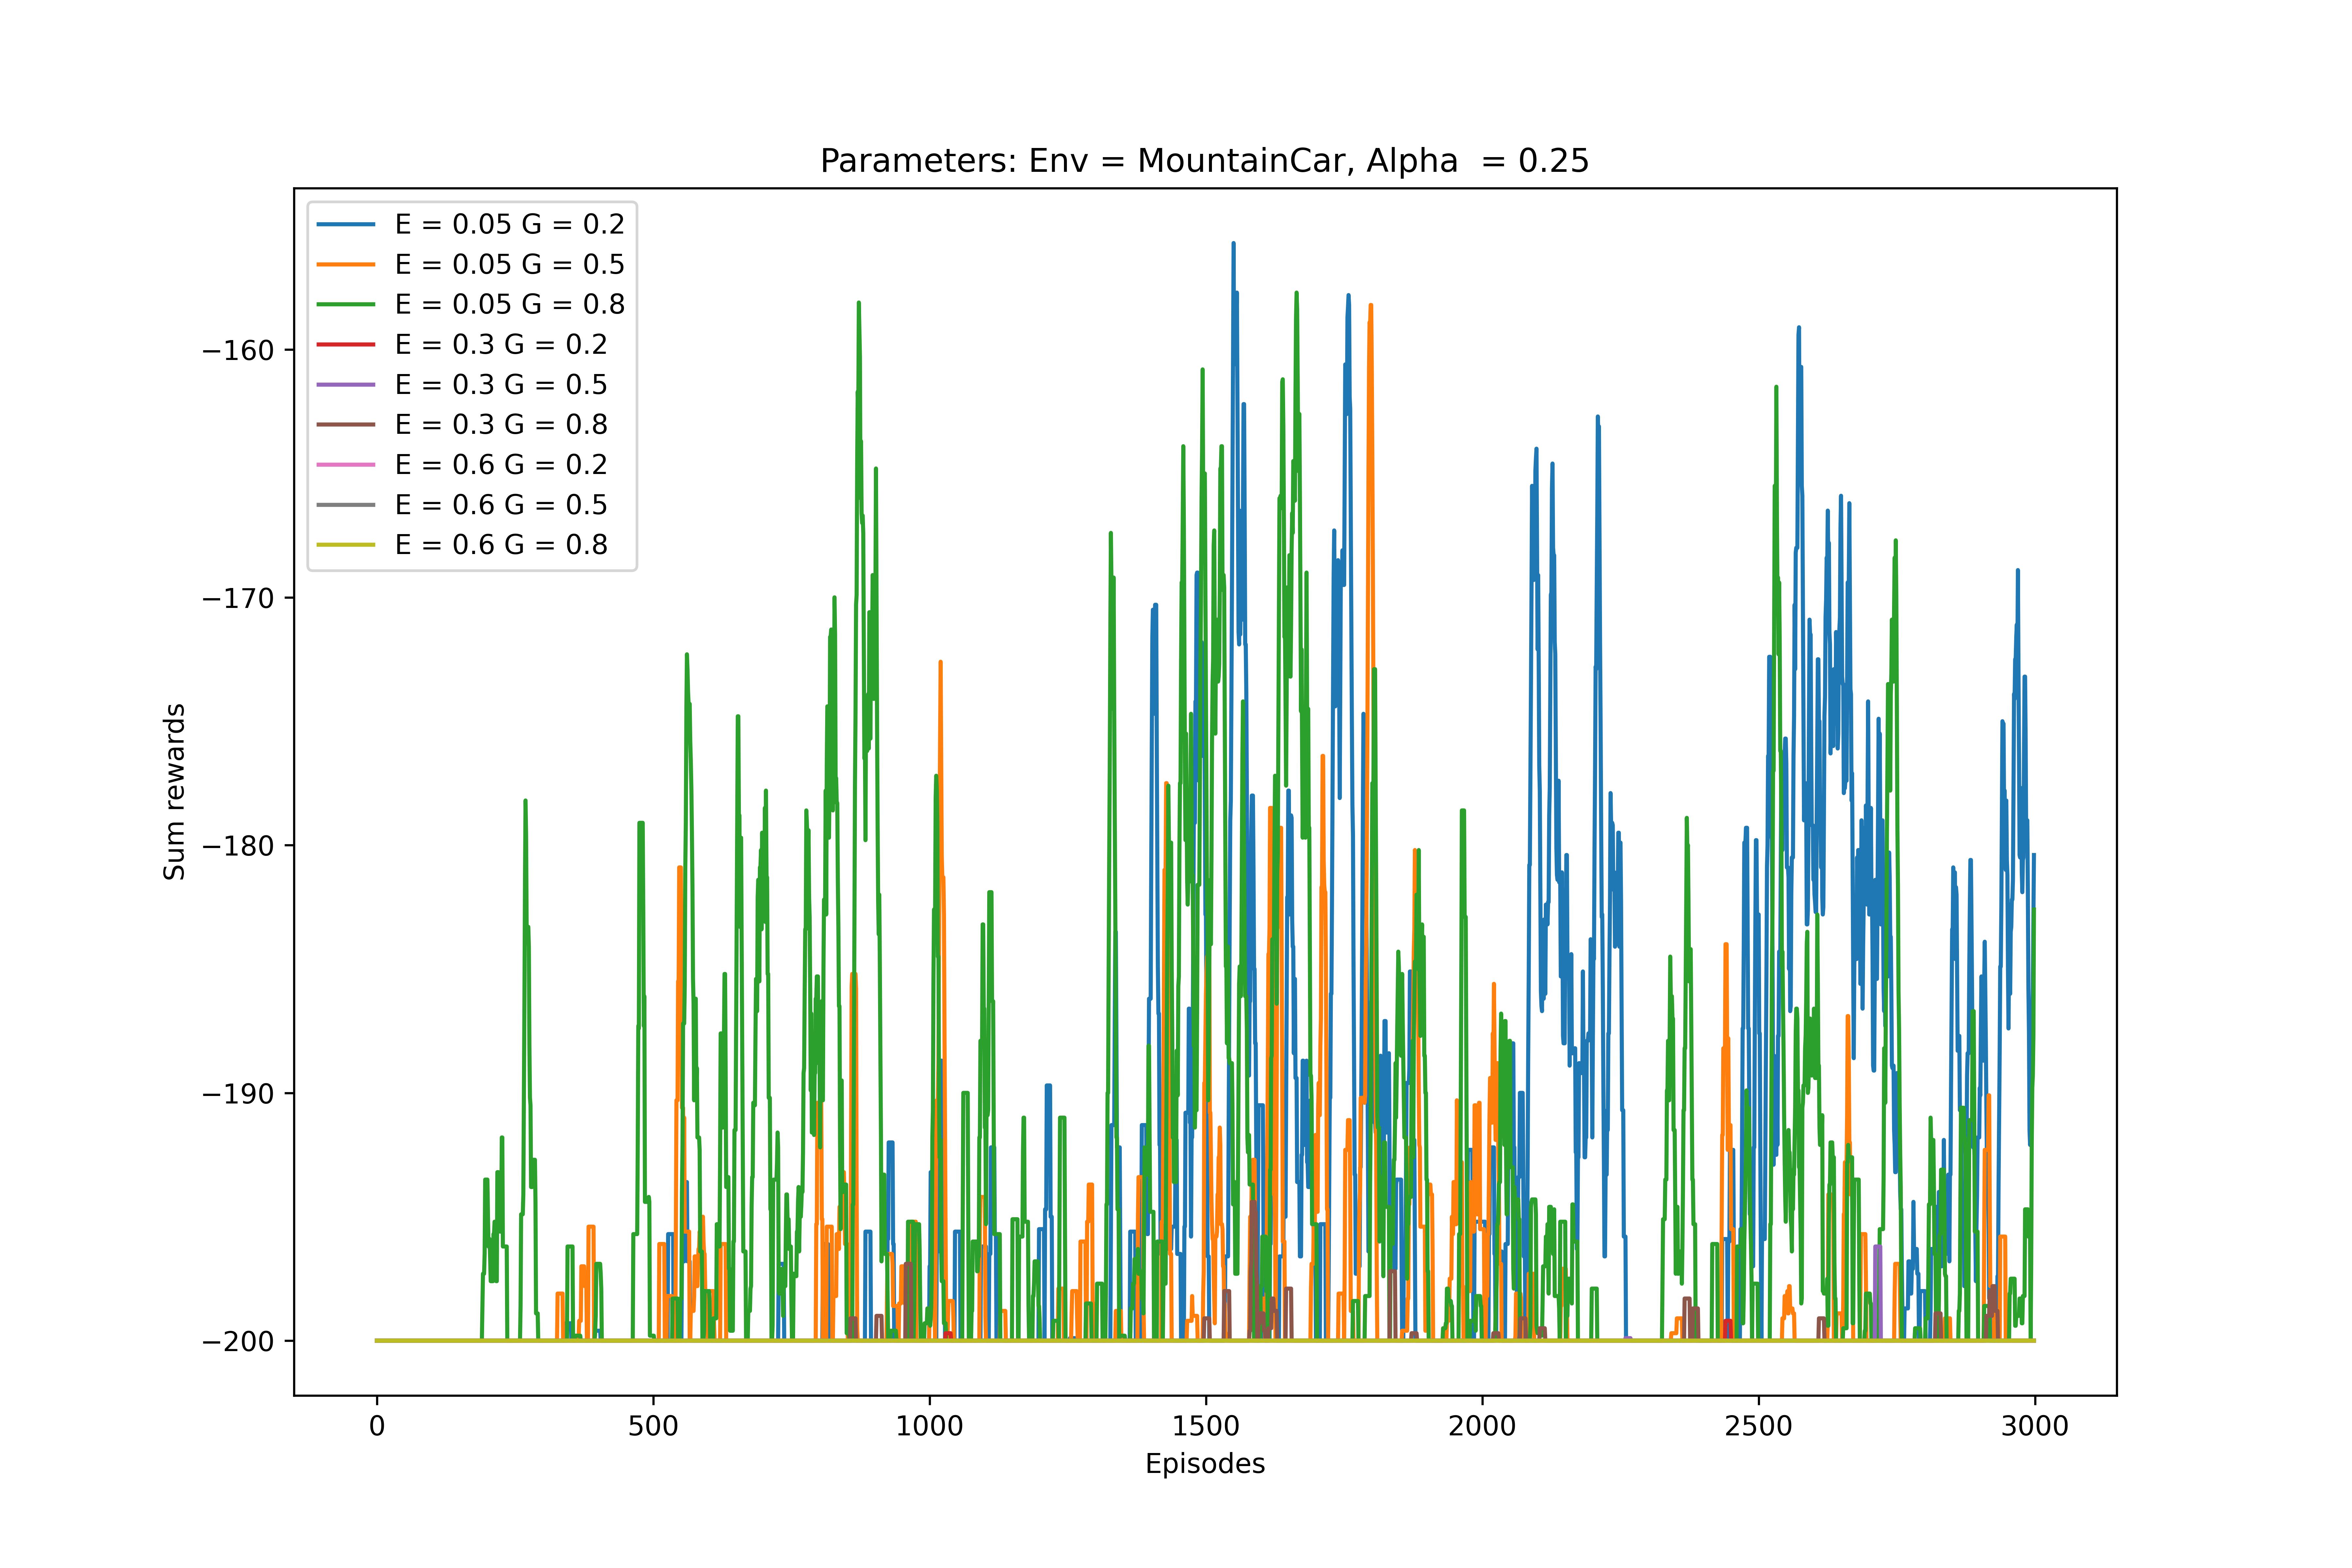 Parameters: Env = MountainCar, Alpha  = 0.25
E = 0.05 G = 0.2
E = 0.05 G = 0.5
E = 0.05 G = 0.8
E = 0.3 G = 0.2
E = 0.3 G = 0.5
E = 0.3 G = 0.8
E = 0.6 G = 0.2
E = 0.6 G = 0.5
E = 0.6 G = 0.8
Sum rewards
−160
−170
−180
−190
−200
0 500 1000 1500 2000 2500 3000
Episodes